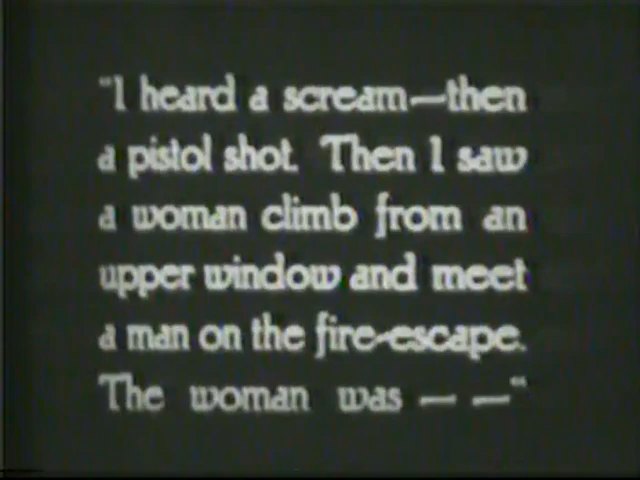 "I heard a scream—then
a pistol shot. Then I saw
a woman climb from an
upper window and meet
a man on the fire-escape.
The woman was — —"